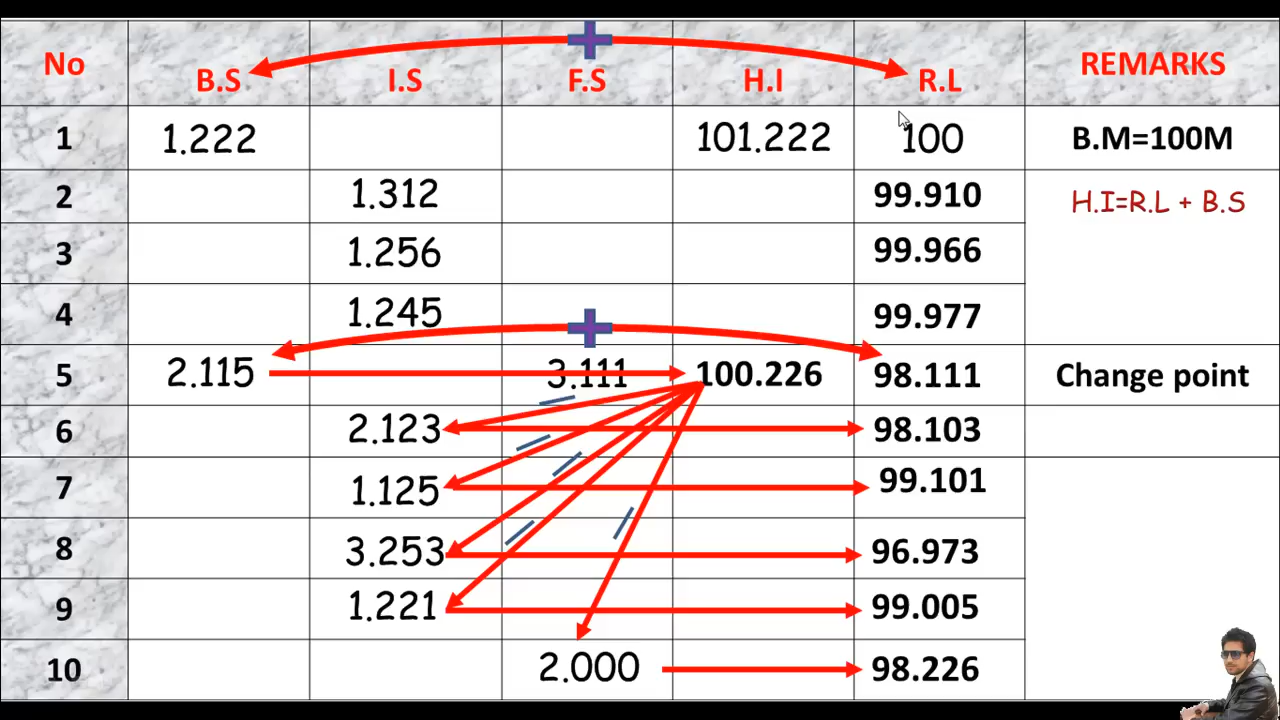 No B.S I.S F.S H.I R.L REMARKS
1 1.222 101.222 100 B.M=100M
2 1.312 99.910 H.I=R.L + B.S
3 1.256 99.966
4 1.245 99.977
5 2.115 3.111 100.226 98.111 Change point
6 2.123 98.103
7 1.125 99.101
8 3.253 96.973
9 1.221 99.005
10 2.000 98.226